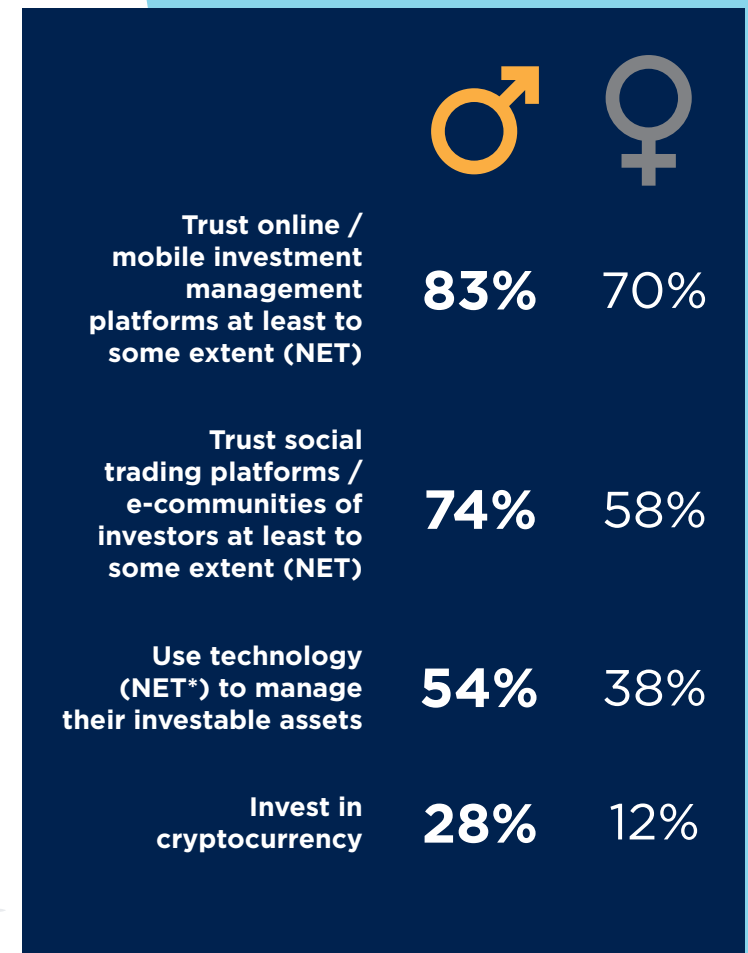 Trust online /
mobile investment
management
platforms at least to
some extent (NET)
83% 70%
Trust social
trading platforms /
e-communities of
investors at least to
some extent (NET)
74% 58%
Use technology
(NET*) to manage
their investable assets
54% 38%
Invest in
cryptocurrency
28% 12%